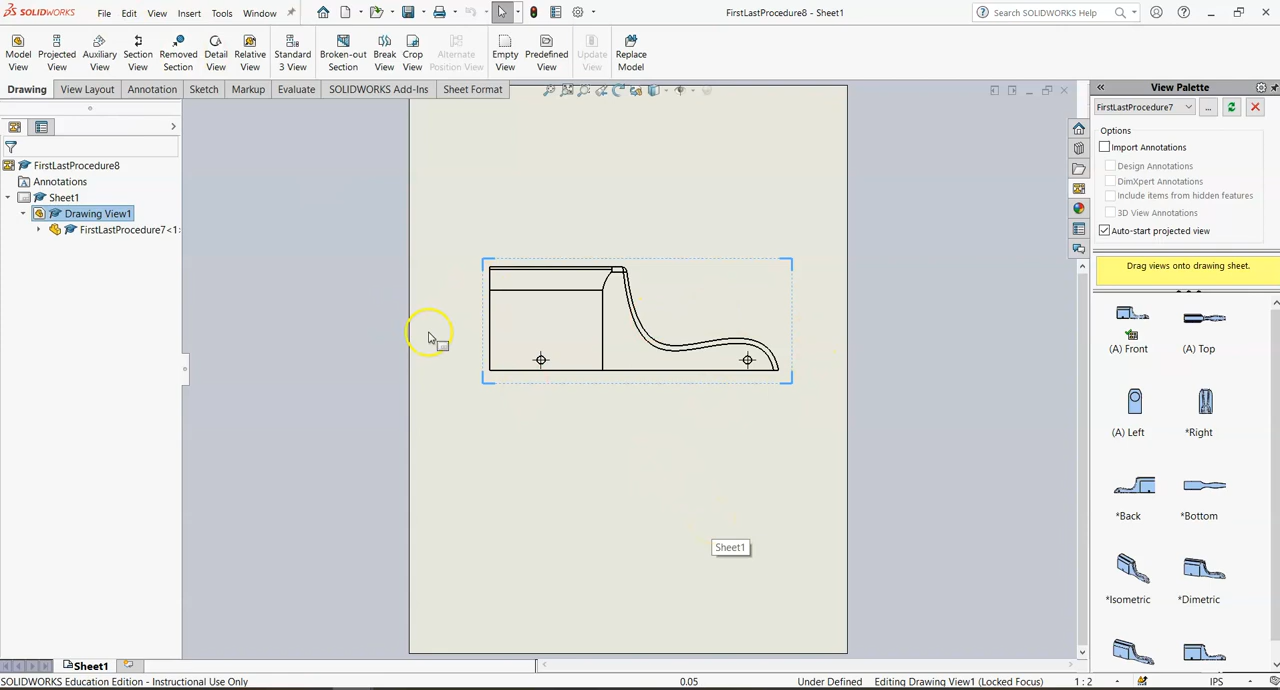 SOLIDWORKS File Edit View Insert Tools Window FirstLastProcedure8 - Sheet1 Search SOLIDWORKS Help
Model View
Projected View
Auxiliary View
Section View
Removed Section
Detail View
Relative View
Standard 3 View
Broken-out Section
Break View
Crop View
Alternate Position View
Empty View
Predefined View
Update View
Replace Model
Drawing View Layout Annotation Sketch Markup Evaluate SOLIDWORKS Add-Ins Sheet Format
FirstLastProcedure8
Annotations
Sheet1
Drawing View1
FirstLastProcedure7<1>
Sheet1
View Palette
FirstLastProcedure7 ...
Options
Import Annotations
Design Annotations
DimXpert Annotations
Include items from hidden features
3D View Annotations
Auto-start projected view
Drag views onto drawing sheet.
(A) Front (A) Top
(A) Left *Right
*Back *Bottom
*Isometric *Dimetric
Sheet1
SOLIDWORKS Education Edition - Instructional Use Only 0.05 Under Defined Editing Drawing View1 (Locked Focus) 1 : 2 IPS